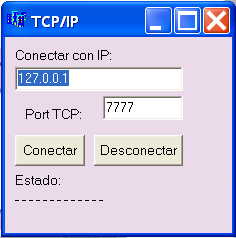 TCP/IP
Conectar con IP:
127.0.0.1
Port TCP: 7777
Conectar Desconectar
Estado:
- - - - - - - - - - - - -